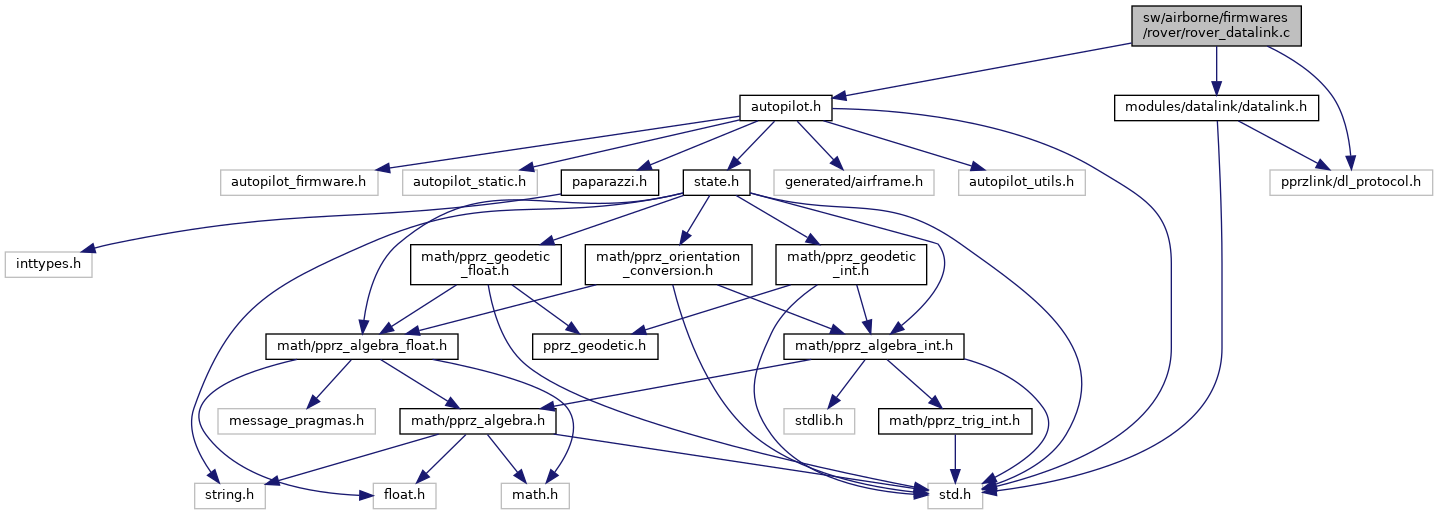 sw/airborne/firmwares
/rover/rover_datalink.c
autopilot.h
modules/datalink/datalink.h
autopilot_firmware.h
autopilot_static.h
paparazzi.h
state.h
generated/airframe.h
autopilot_utils.h
pprzlink/dl_protocol.h
inttypes.h
math/pprz_geodetic
_float.h
math/pprz_orientation
_conversion.h
math/pprz_geodetic
_int.h
math/pprz_algebra_float.h
pprz_geodetic.h
math/pprz_algebra_int.h
message_pragmas.h
math/pprz_algebra.h
stdlib.h
math/pprz_trig_int.h
string.h
float.h
math.h
std.h